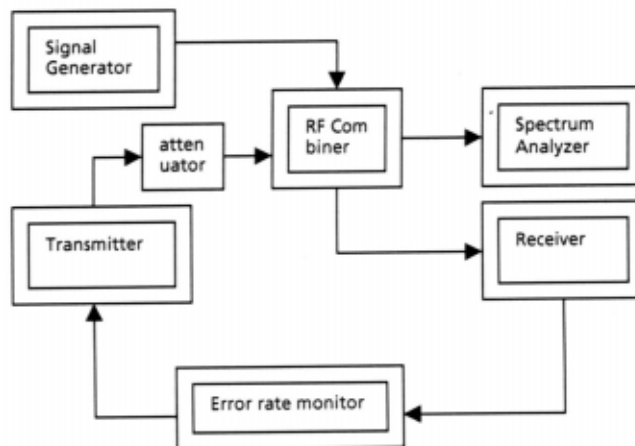 Signal
Generator
atten
uator
RF Com
biner
Spectrum
Analyzer
Transmitter
Receiver
Error rate monitor